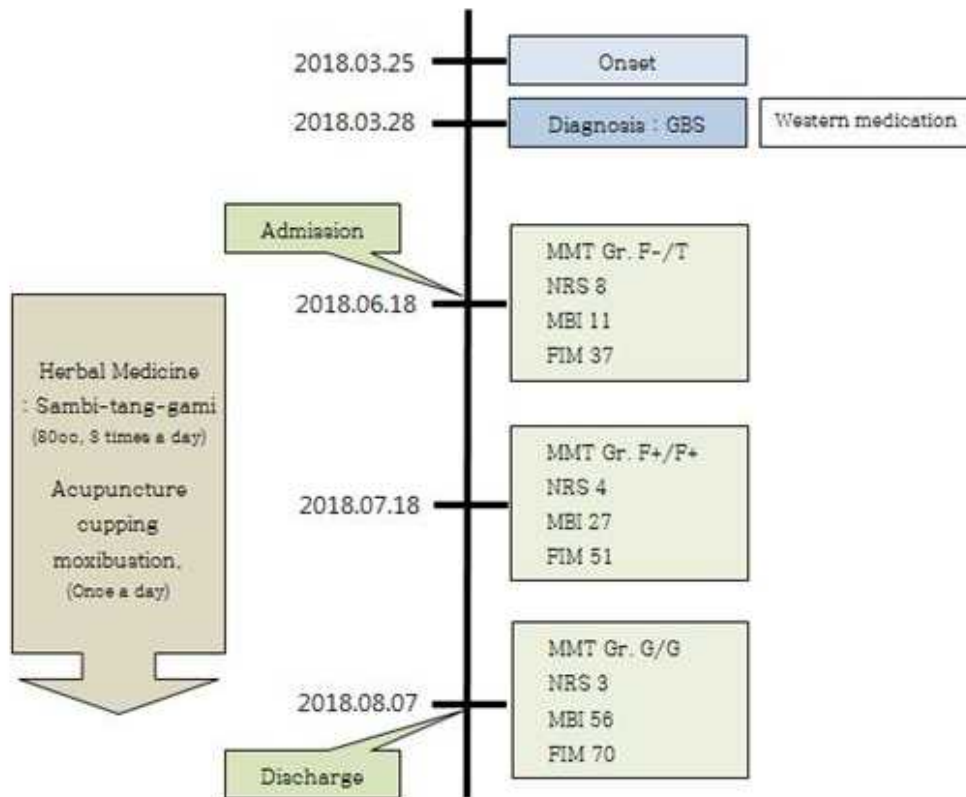 2018.03.25
Onset
2018.03.28
Diagnosis : GBS
Western medication
Admission
2018.06.18
MMT Gr. F-/T
NRS 8
MBI 11
FIM 37
Herbal Medicine
: Sambi-tang-gami
(80cc, 3 times a day)
Acupuncture
cupping
moxibustion,
(Once a day)
2018.07.18
MMT Gr. F+/F+
NRS 4
MBI 27
FIM 51
2018.08.07
MMT Gr. G/G
NRS 3
MBI 56
FIM 70
Discharge